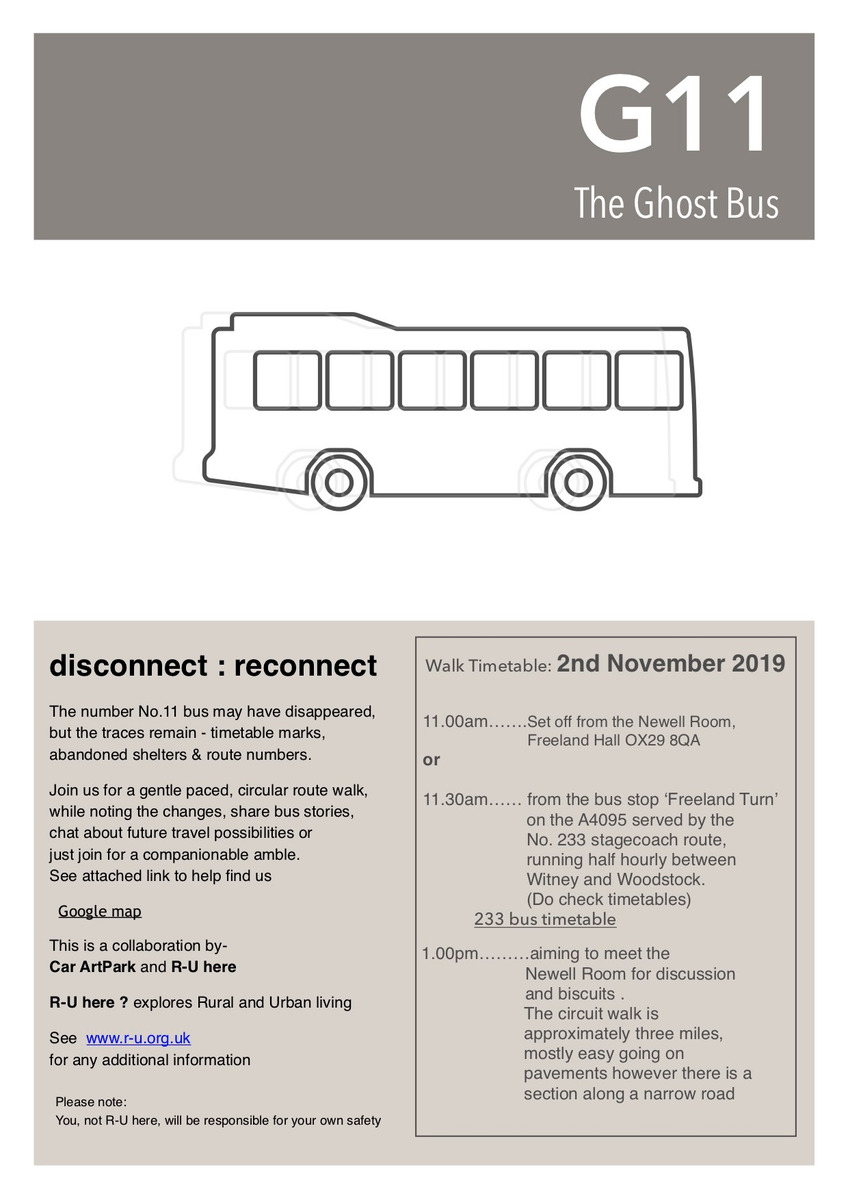 G11
The Ghost Bus
disconnect : reconnect
The number No.11 bus may have disappeared,
but the traces remain - timetable marks,
abandoned shelters & route numbers.
Join us for a gentle paced, circular route walk,
while noting the changes, share bus stories,
chat about future travel possibilities or
just join for a companionable amble.
See attached link to help find us
Google map
This is a collaboration by-
Car ArtPark and R-U here
R-U here ? explores Rural and Urban living
See www.r-u.org.uk
for any additional information
Please note:
You, not R-U here, will be responsible for your own safety
Walk Timetable: 2nd November 2019
11.00am…….Set off from the Newell Room,
Freeland Hall OX29 8QA
or
11.30am…… from the bus stop ‘Freeland Turn’
on the A4095 served by the
No. 233 stagecoach route,
running half hourly between
Witney and Woodstock.
(Do check timetables)
233 bus timetable
1.00pm………aiming to meet the
Newell Room for discussion
and biscuits .
The circuit walk is
approximately three miles,
mostly easy going on
pavements however there is a
section along a narrow road